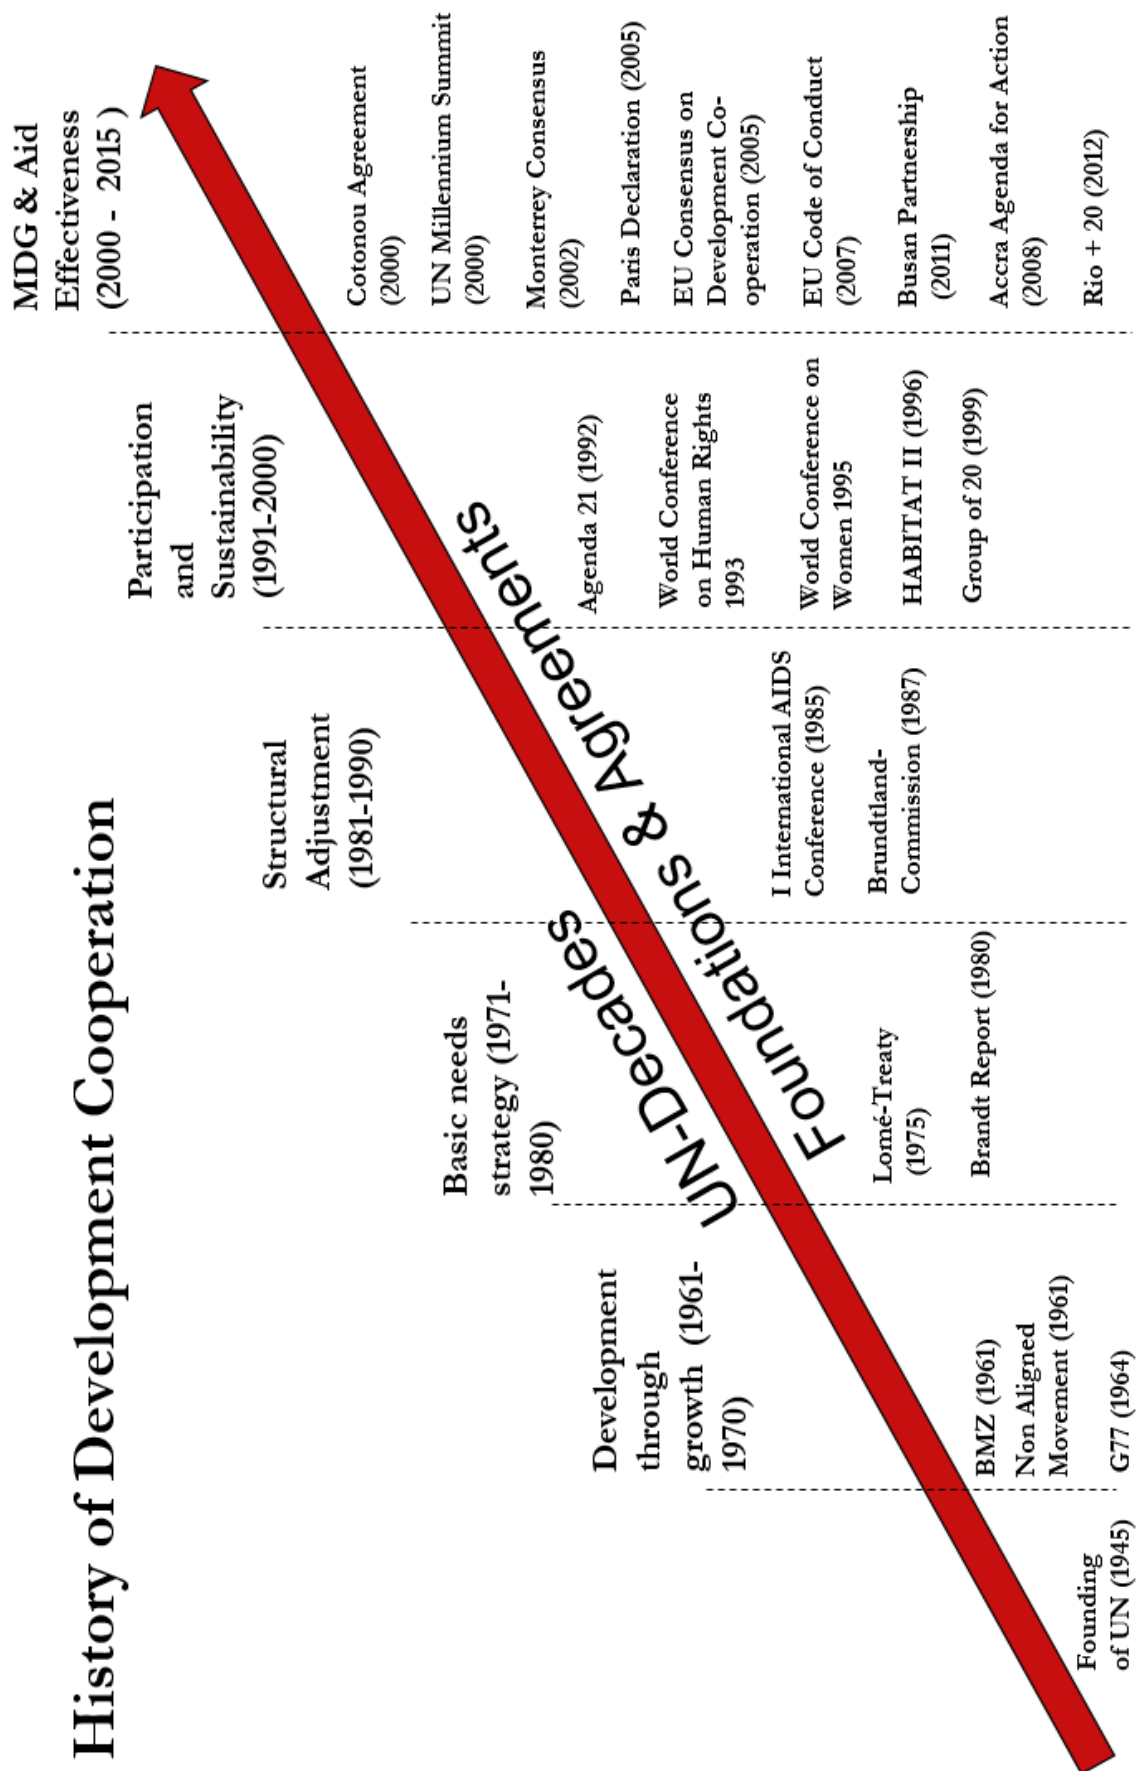 History of Development Cooperation
UN-Decades
Foundations & Agreements
Founding
of UN (1945)
Development
through
growth (1961-
1970)
BMZ (1961)
Non Aligned
Movement (1961)
G77 (1964)
Basic needs
strategy (1971-
1980)
Lomé-Treaty
(1975)
Brandt Report (1980)
Structural
Adjustment
(1981-1990)
I International AIDS
Conference (1985)
Brundtland-
Commission (1987)
Participation
and
Sustainability
(1991-2000)
Agenda 21 (1992)
World Conference
on Human Rights
1993
World Conference on
Women 1995
HABITAT II (1996)
Group of 20 (1999)
MDG & Aid
Effectiveness
(2000 - 2015 )
Cotonou Agreement
(2000)
UN Millennium Summit
(2000)
Monterrey Consensus
(2002)
Paris Declaration (2005)
EU Consensus on
Development Co-
operation (2005)
EU Code of Conduct
(2007)
Busan Partnership
(2011)
Accra Agenda for Action
(2008)
Rio + 20 (2012)